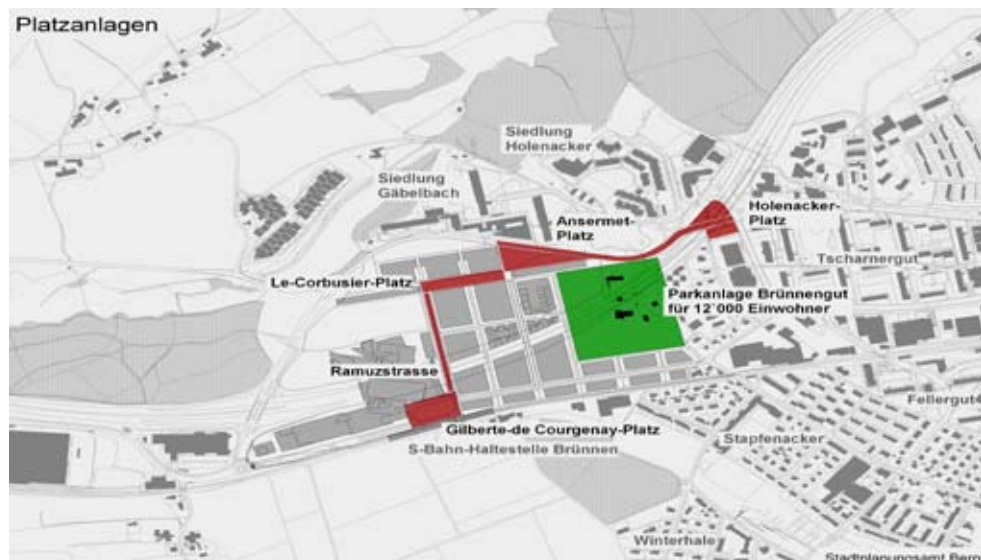 Platzanlagen
Siedlung
Holenacker
Siedlung
Gäbelbach
Ansermet-
Platz
Holenacker-
Platz
Tscharnergut
Le-Corbusier-Platz
Parkanlage Brünnengut
für 12`000 Einwohner
Ramuzstrasse
Fellergut
Gilberte-de Courgenay-Platz
Stapfenacker
S-Bahn-Haltestelle Brünnen
Winterhale
Stadtplanungsamt Bern